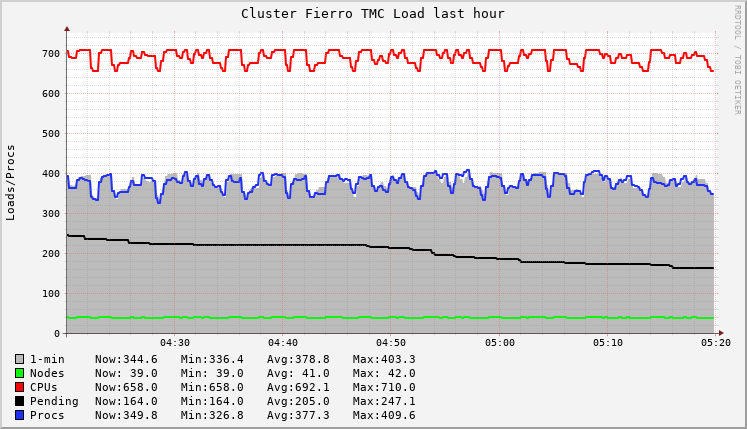 Cluster Fierro TMC Load last hour
RRDTOOL / TOBI OETIKER
Loads/Procs
700
600
500
400
300
200
100
0
04:30 04:40 04:50 05:00 05:10 05:20
1-min Now:344.6 Min:336.4 Avg:378.8 Max:403.3
Nodes Now: 39.0 Min: 39.0 Avg: 41.0 Max: 42.0
CPUs Now:658.0 Min:658.0 Avg:692.1 Max:710.0
Pending Now:164.0 Min:164.0 Avg:205.0 Max:247.1
Procs Now:349.8 Min:326.8 Avg:377.3 Max:409.6